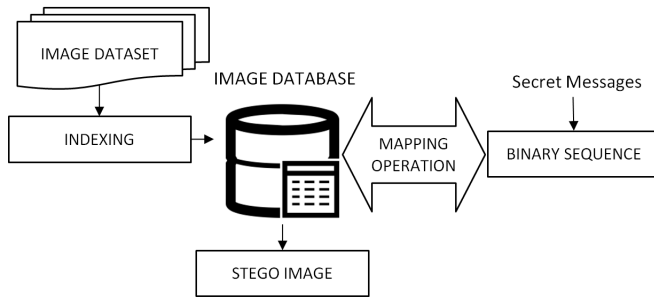 IMAGE DATASET
IMAGE DATABASE
Secret Messages
INDEXING
MAPPING
OPERATION
BINARY SEQUENCE
STEGO IMAGE